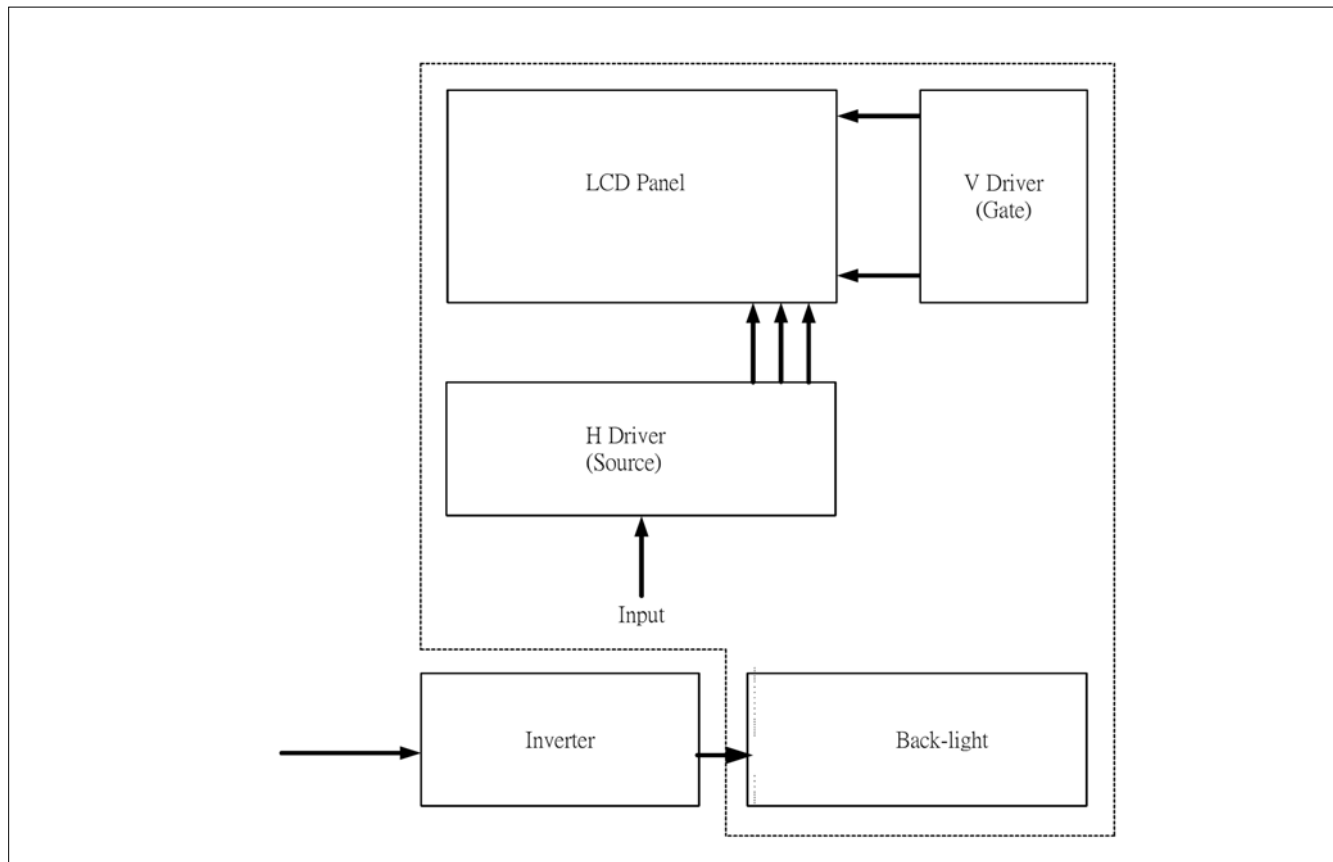 LCD Panel
V Driver
(Gate)
H Driver
(Source)
Input
Inverter
Back-light